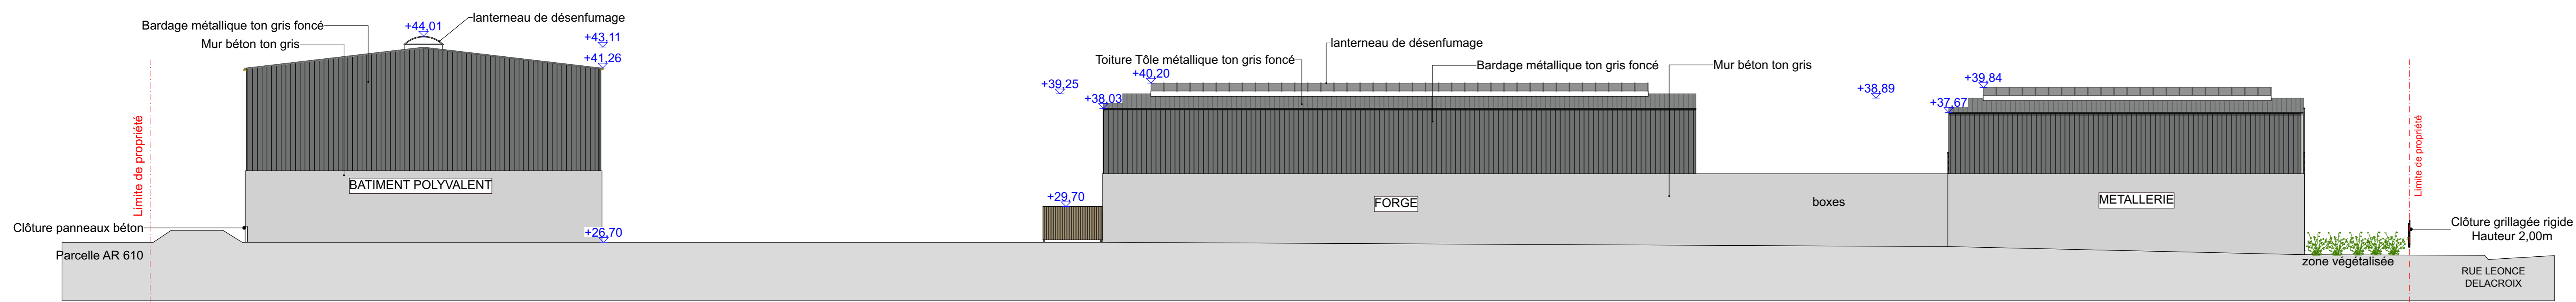 Bardage métallique ton gris foncé
Mur béton ton gris
+44,01
lanterneau de désenfumage
+43,11
+41,26
Limite de propriété
BATIMENT POLYVALENT
Clôture panneaux béton
+26,70
Parcelle AR 610
lanterneau de désenfumage
Toiture Tôle métallique ton gris foncé
Bardage métallique ton gris foncé
Mur béton ton gris
+39,25
+40,20
+38,03
+29,70
FORGE
boxes
+38,89
+39,84
+37,67
METALLERIE
Limite de propriété
Clôture grillagée rigide
Hauteur 2,00m
zone végétalisée
RUE LEONCE
DELACROIX